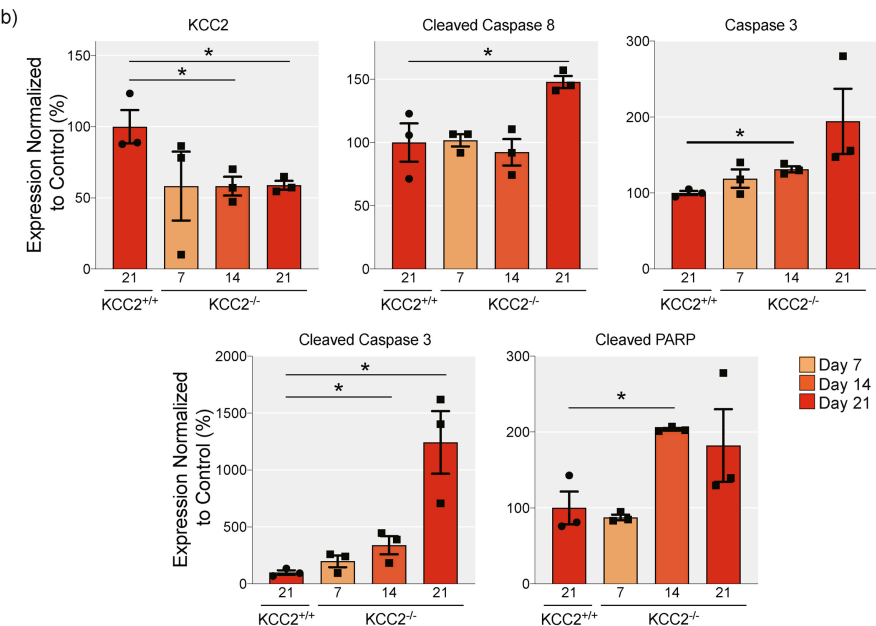 b)
KCC2
Cleaved Caspase 8
Caspase 3
Expression Normalized
to Control (%)
150
100
50
0
*
*
21
7
14
21
KCC2+/+
KCC2-/-
150
100
50
0
*
21
7
14
21
KCC2+/+
KCC2-/-
300
200
100
0
*
21
7
14
21
KCC2+/+
KCC2-/-
Cleaved Caspase 3
Cleaved PARP
Expression Normalized
to Control (%)
2000
1500
1000
500
0
*
*
21
7
14
21
KCC2+/+
KCC2-/-
300
200
100
0
*
21
7
14
21
KCC2+/+
KCC2-/-
Day 7
Day 14
Day 21